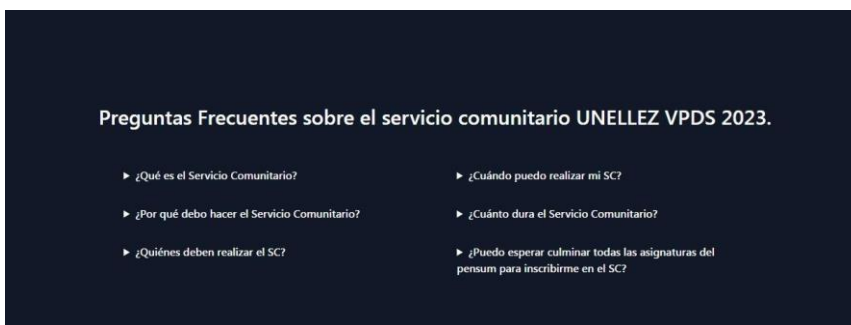 Preguntas Frecuentes sobre el servicio comunitario UNELLEZ VPDS 2023.
¿Qué es el Servicio Comunitario?
¿Por qué debo hacer el Servicio Comunitario?
¿Quiénes deben realizar el SC?
¿Cuándo puedo realizar mi SC?
¿Cuánto dura el Servicio Comunitario?
¿Puedo esperar culminar todas las asignaturas del
pensum para inscribirme en el SC?